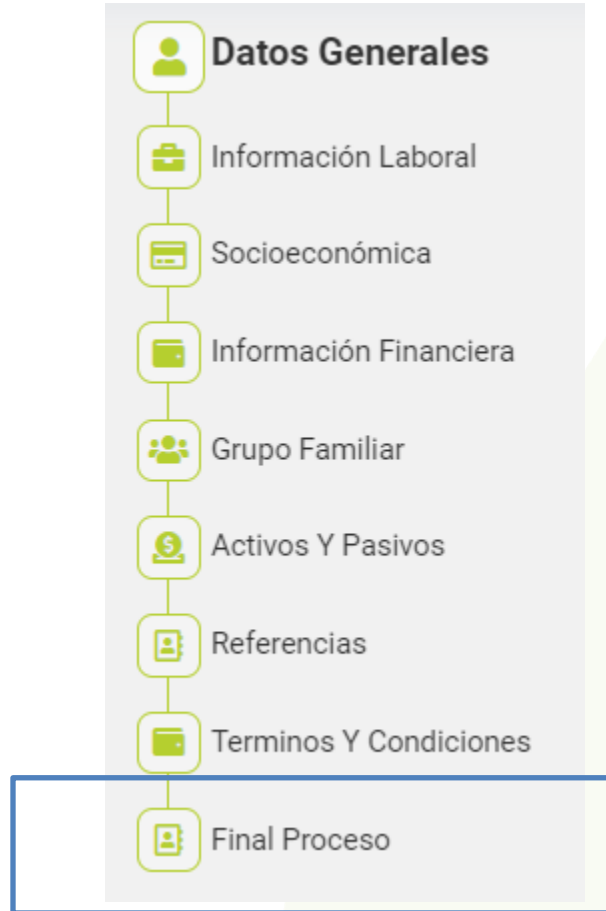 Datos Generales
Información Laboral
Socioeconómica
Información Financiera
Grupo Familiar
Activos Y Pasivos
Referencias
Terminos Y Condiciones
Final Proceso